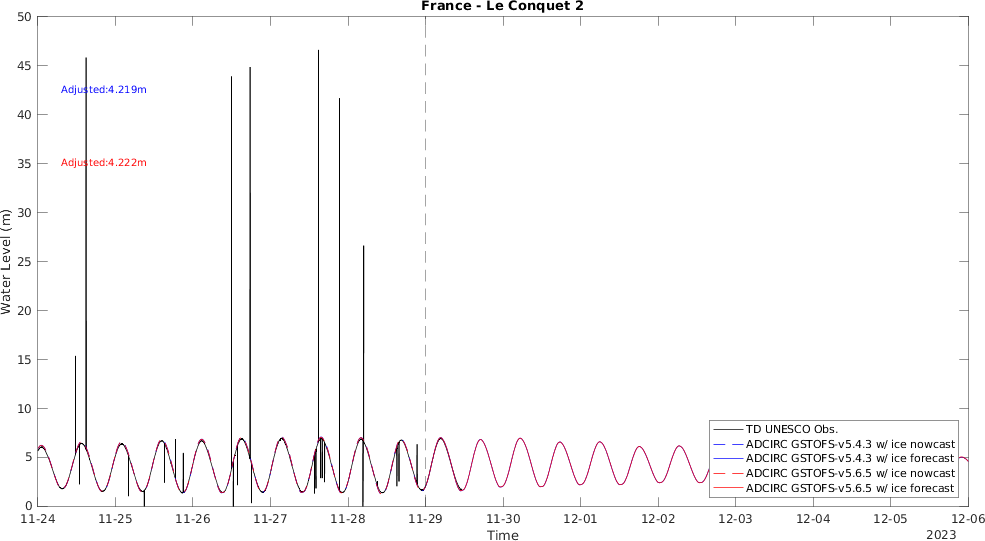 France - Le Conquet 2
50
45
40
35
30
25
20
15
10
5
0
Water Level (m)
Adjusted:4.219m
Adjusted:4.222m
TD UNESCO Obs.
ADCIRC GSTOFS-v5.4.3 w/ ice nowcast
ADCIRC GSTOFS-v5.4.3 w/ ice forecast
ADCIRC GSTOFS-v5.6.5 w/ ice nowcast
ADCIRC GSTOFS-v5.6.5 w/ ice forecast
11-24 11-25 11-26 11-27 11-28 11-29 11-30 12-01 12-02 12-03 12-04 12-05 12-06
Time
2023